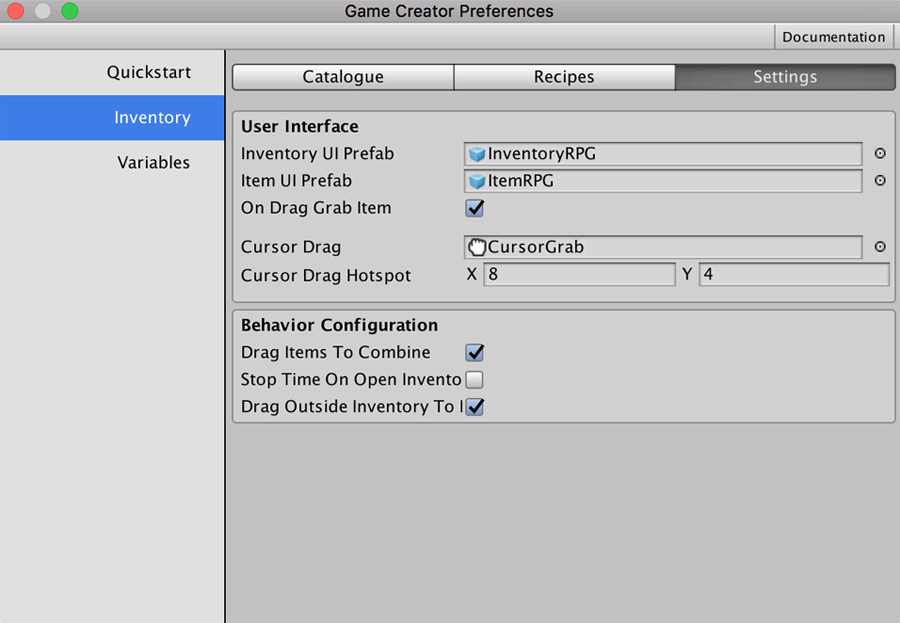 Game Creator Preferences
Documentation
Quickstart
Inventory
Variables
Catalogue
Recipes
Settings
User Interface
Inventory UI Prefab
InventoryRPG
Item UI Prefab
ItemRPG
On Drag Grab Item
Cursor Drag
CursorGrab
Cursor Drag Hotspot X 8 Y 4
Behavior Configuration
Drag Items To Combine
Stop Time On Open Invento
Drag Outside Inventory To